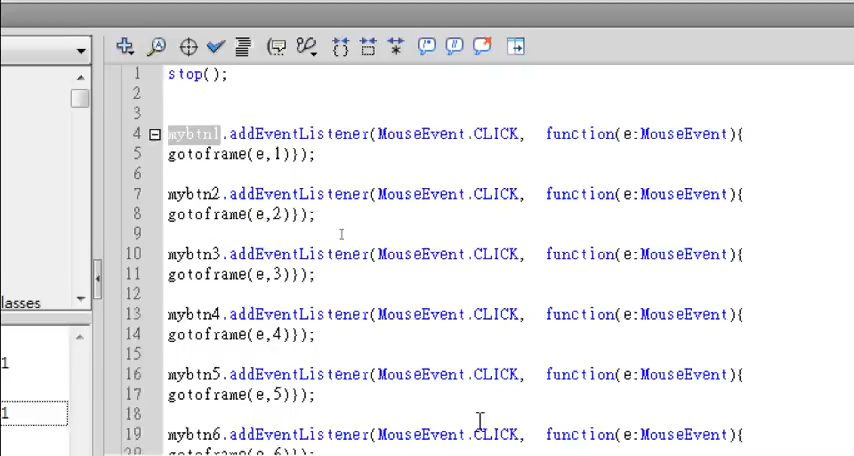 1 stop();
2
3
4 mybtn1.addEventListener(MouseEvent.CLICK, function(e:MouseEvent){
5 gotoframe(e,1)});
6
7 mybtn2.addEventListener(MouseEvent.CLICK, function(e:MouseEvent){
8 gotoframe(e,2)});
9
10 mybtn3.addEventListener(MouseEvent.CLICK, function(e:MouseEvent){
11 gotoframe(e,3)});
12
13 mybtn4.addEventListener(MouseEvent.CLICK, function(e:MouseEvent){
14 gotoframe(e,4)});
15
16 mybtn5.addEventListener(MouseEvent.CLICK, function(e:MouseEvent){
17 gotoframe(e,5)});
18
19 mybtn6.addEventListener(MouseEvent.CLICK, function(e:MouseEvent){
20 gotoframe(e,6)});
lasses
1
1